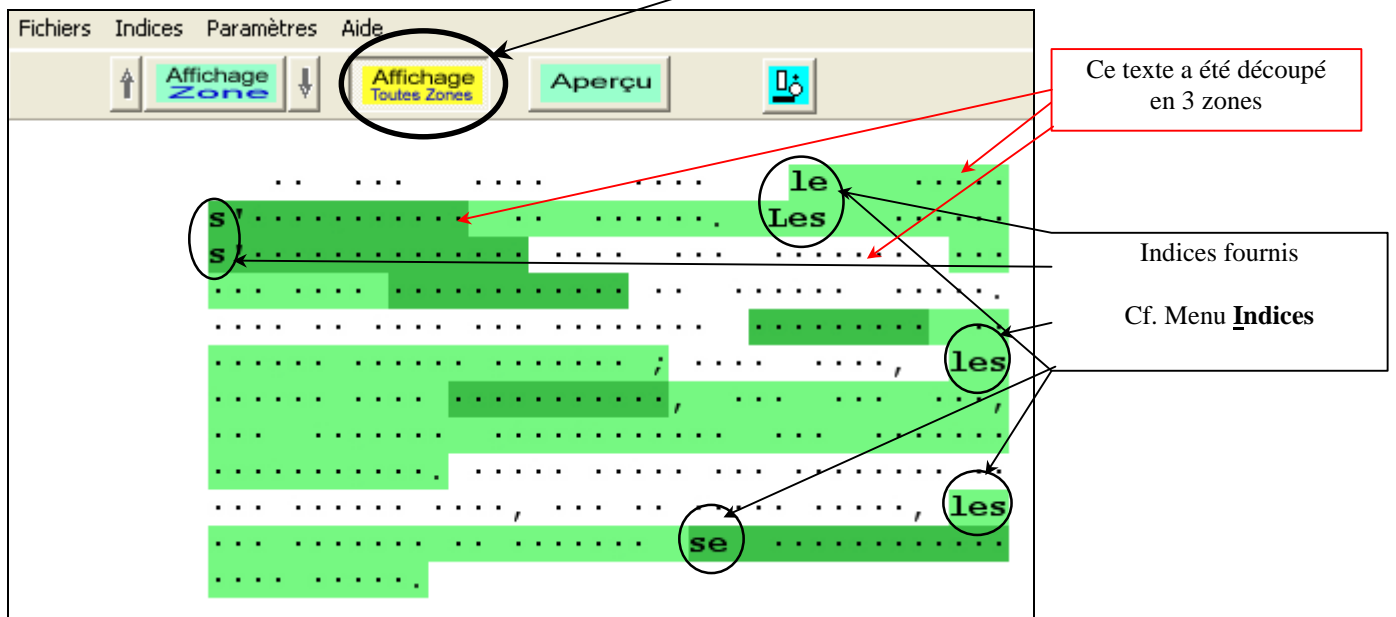 Fichiers Indices Paramètres Aide
Affichage Zone
Affichage Toutes Zones
Aperçu
Ce texte a été découpé
en 3 zones
le
s' . Les
s'
.
; , les
, ,
.
, , les
se
.
Indices fournis
Cf. Menu Indices